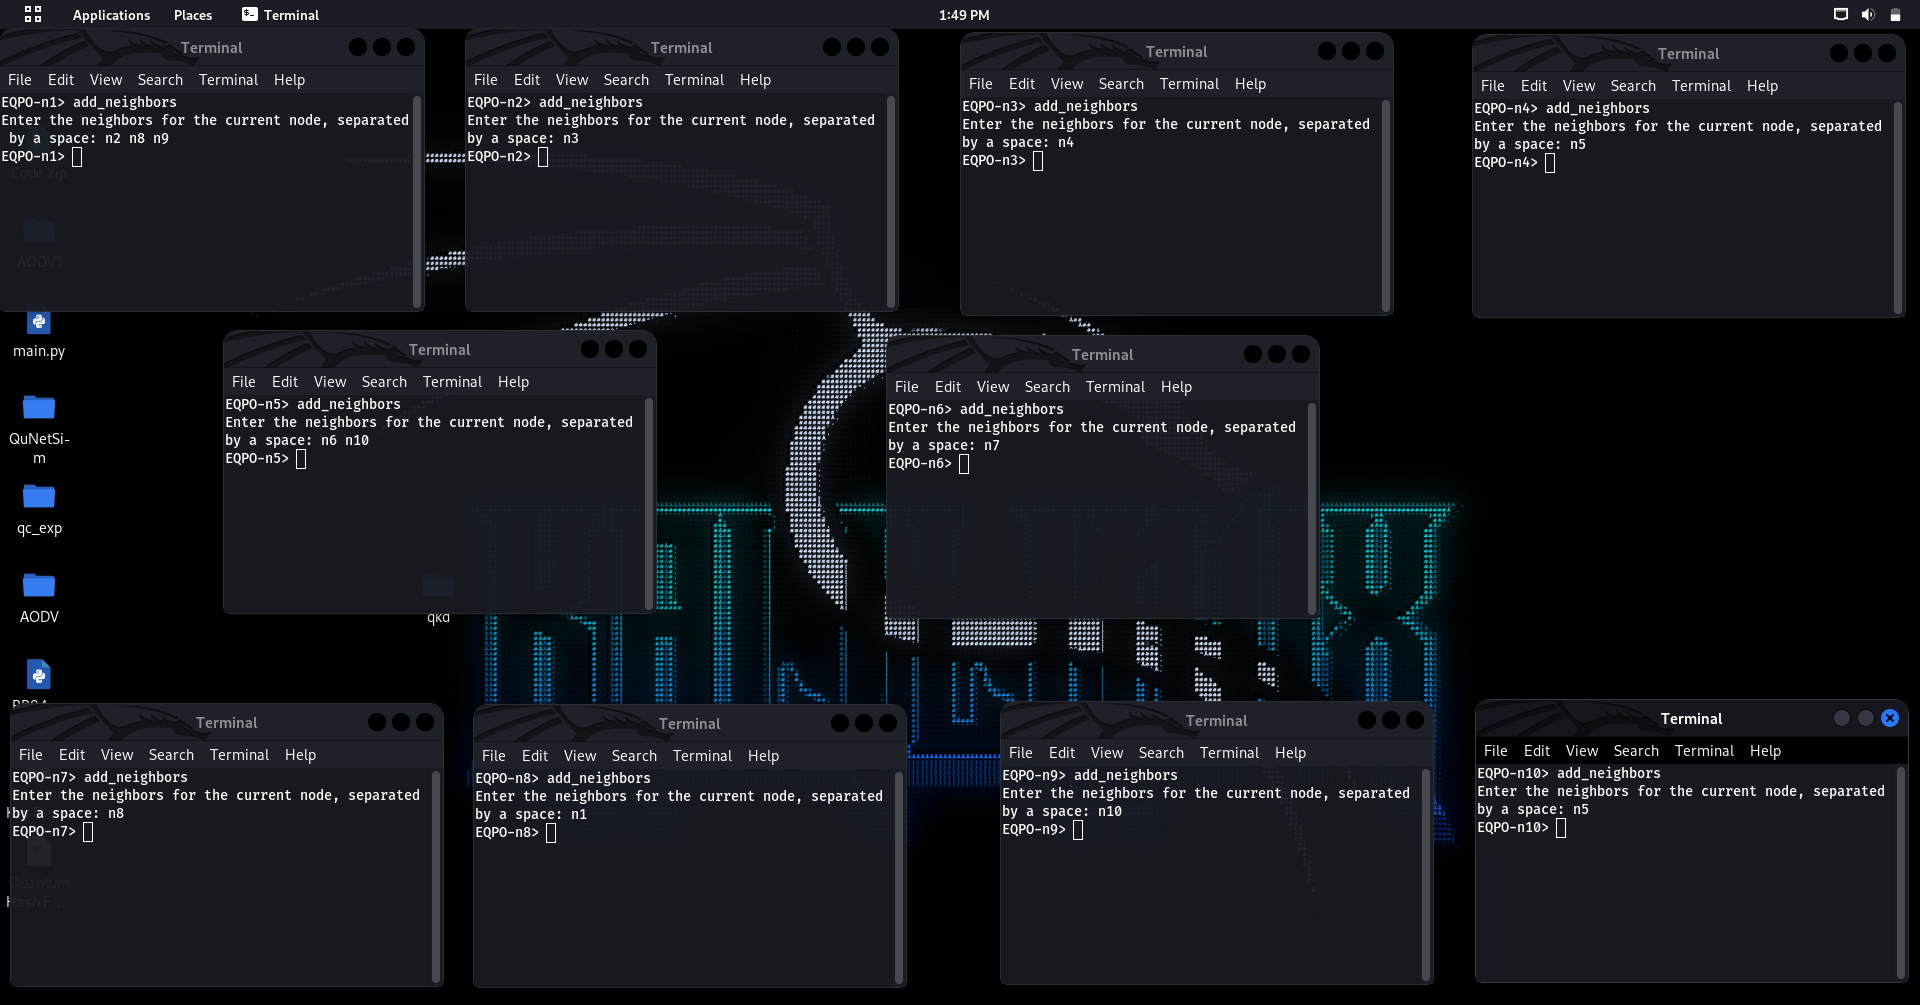 Applications Places Terminal 1:49 PM
Terminal
File Edit View Search Terminal Help
EQPO-n1> add_neighbors
Enter the neighbors for the current node, separated
by a space: n2 n8 n9
EQPO-n1>
Terminal
File Edit View Search Terminal Help
EQPO-n2> add_neighbors
Enter the neighbors for the current node, separated
by a space: n3
EQPO-n2>
Terminal
File Edit View Search Terminal Help
EQPO-n3> add_neighbors
Enter the neighbors for the current node, separated
by a space: n4
EQPO-n3>
Terminal
File Edit View Search Terminal Help
EQPO-n4> add_neighbors
Enter the neighbors for the current node, separated
by a space: n5
EQPO-n4>
Code.zip
AODV1
main.py
QuNetSi-
m
qc_exp
AODV
Terminal
File Edit View Search Terminal Help
EQPO-n5> add_neighbors
Enter the neighbors for the current node, separated
by a space: n6 n10
EQPO-n5>
qkd
Terminal
File Edit View Search Terminal Help
EQPO-n6> add_neighbors
Enter the neighbors for the current node, separated
by a space: n7
EQPO-n6>
Terminal
File Edit View Search Terminal Help
EQPO-n7> add_neighbors
Enter the neighbors for the current node, separated
by a space: n8
EQPO-n7>
Quantum
Hash F...
Terminal
File Edit View Search Terminal Help
EQPO-n8> add_neighbors
Enter the neighbors for the current node, separated
by a space: n1
EQPO-n8>
Terminal
File Edit View Search Terminal Help
EQPO-n9> add_neighbors
Enter the neighbors for the current node, separated
by a space: n10
EQPO-n9>
Terminal
File Edit View Search Terminal Help
EQPO-n10> add_neighbors
Enter the neighbors for the current node, separated
by a space: n5
EQPO-n10>